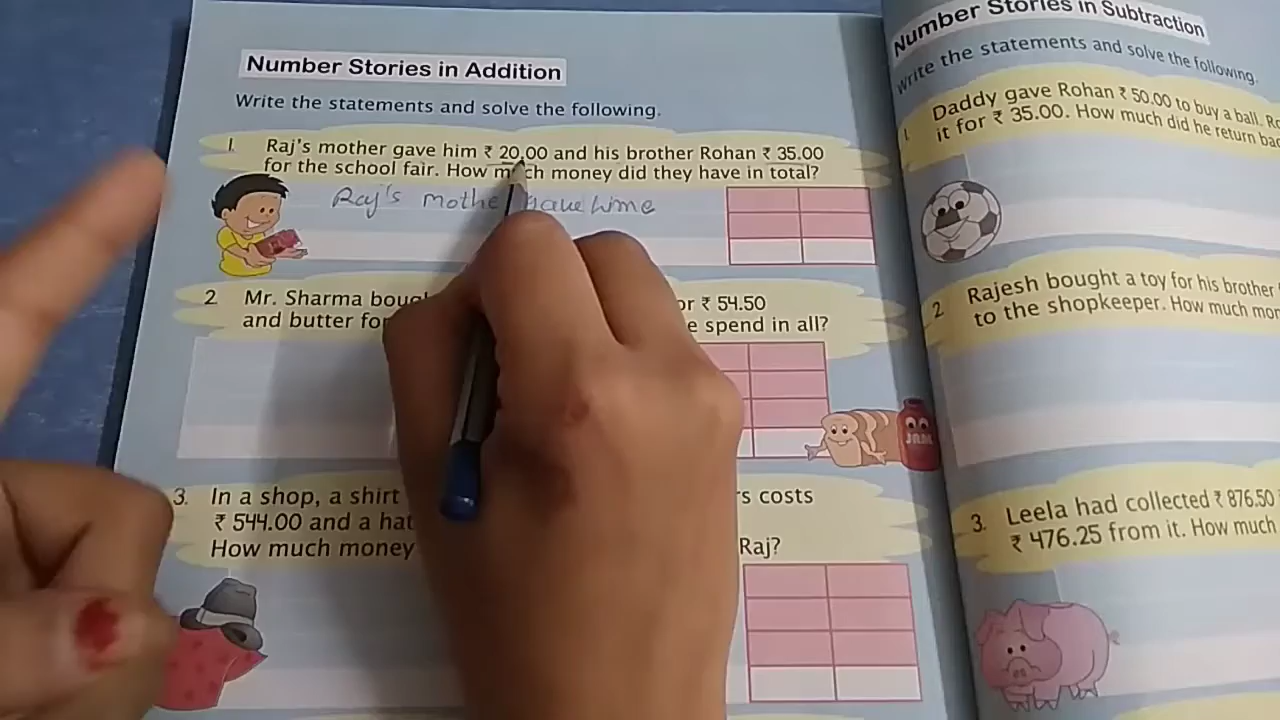 Number Stories in Addition
Write the statements and solve the following.
1. Raj's mother gave him ₹ 20.00 and his brother Rohan ₹ 35.00
for the school fair. How much money did they have in total?
Raj's mothe gave hime
2 Mr. Sharma or ₹ 54.50
and butter spend in all?
JAM
3. In a shop, a shirt costs
₹ 544.00 and a hat
How much money Raj?
Number Stories in Subtraction
Write the statements and solve the following.
1. Daddy gave Rohan ₹ 50.00 to buy a ball.
it for ₹ 35.00. How much did he return
2 Rajesh bought a toy for his brother
to the shopkeeper. How much
3. Leela had collected ₹ 876.50
₹ 476.25 from it. How much